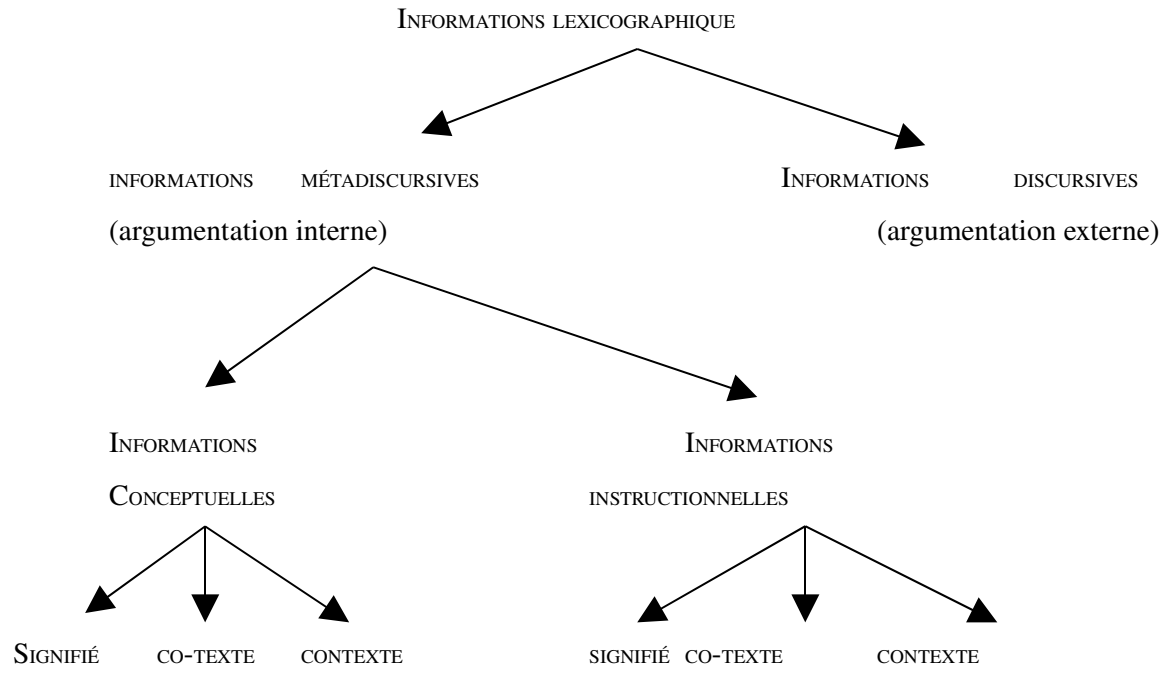 Informations lexicographique
informations métadiscursives Informations discursives
(argumentation interne) (argumentation externe)
Informations Informations
Conceptuelles instructionnelles
Signifié co-texte contexte signifié co-texte contexte